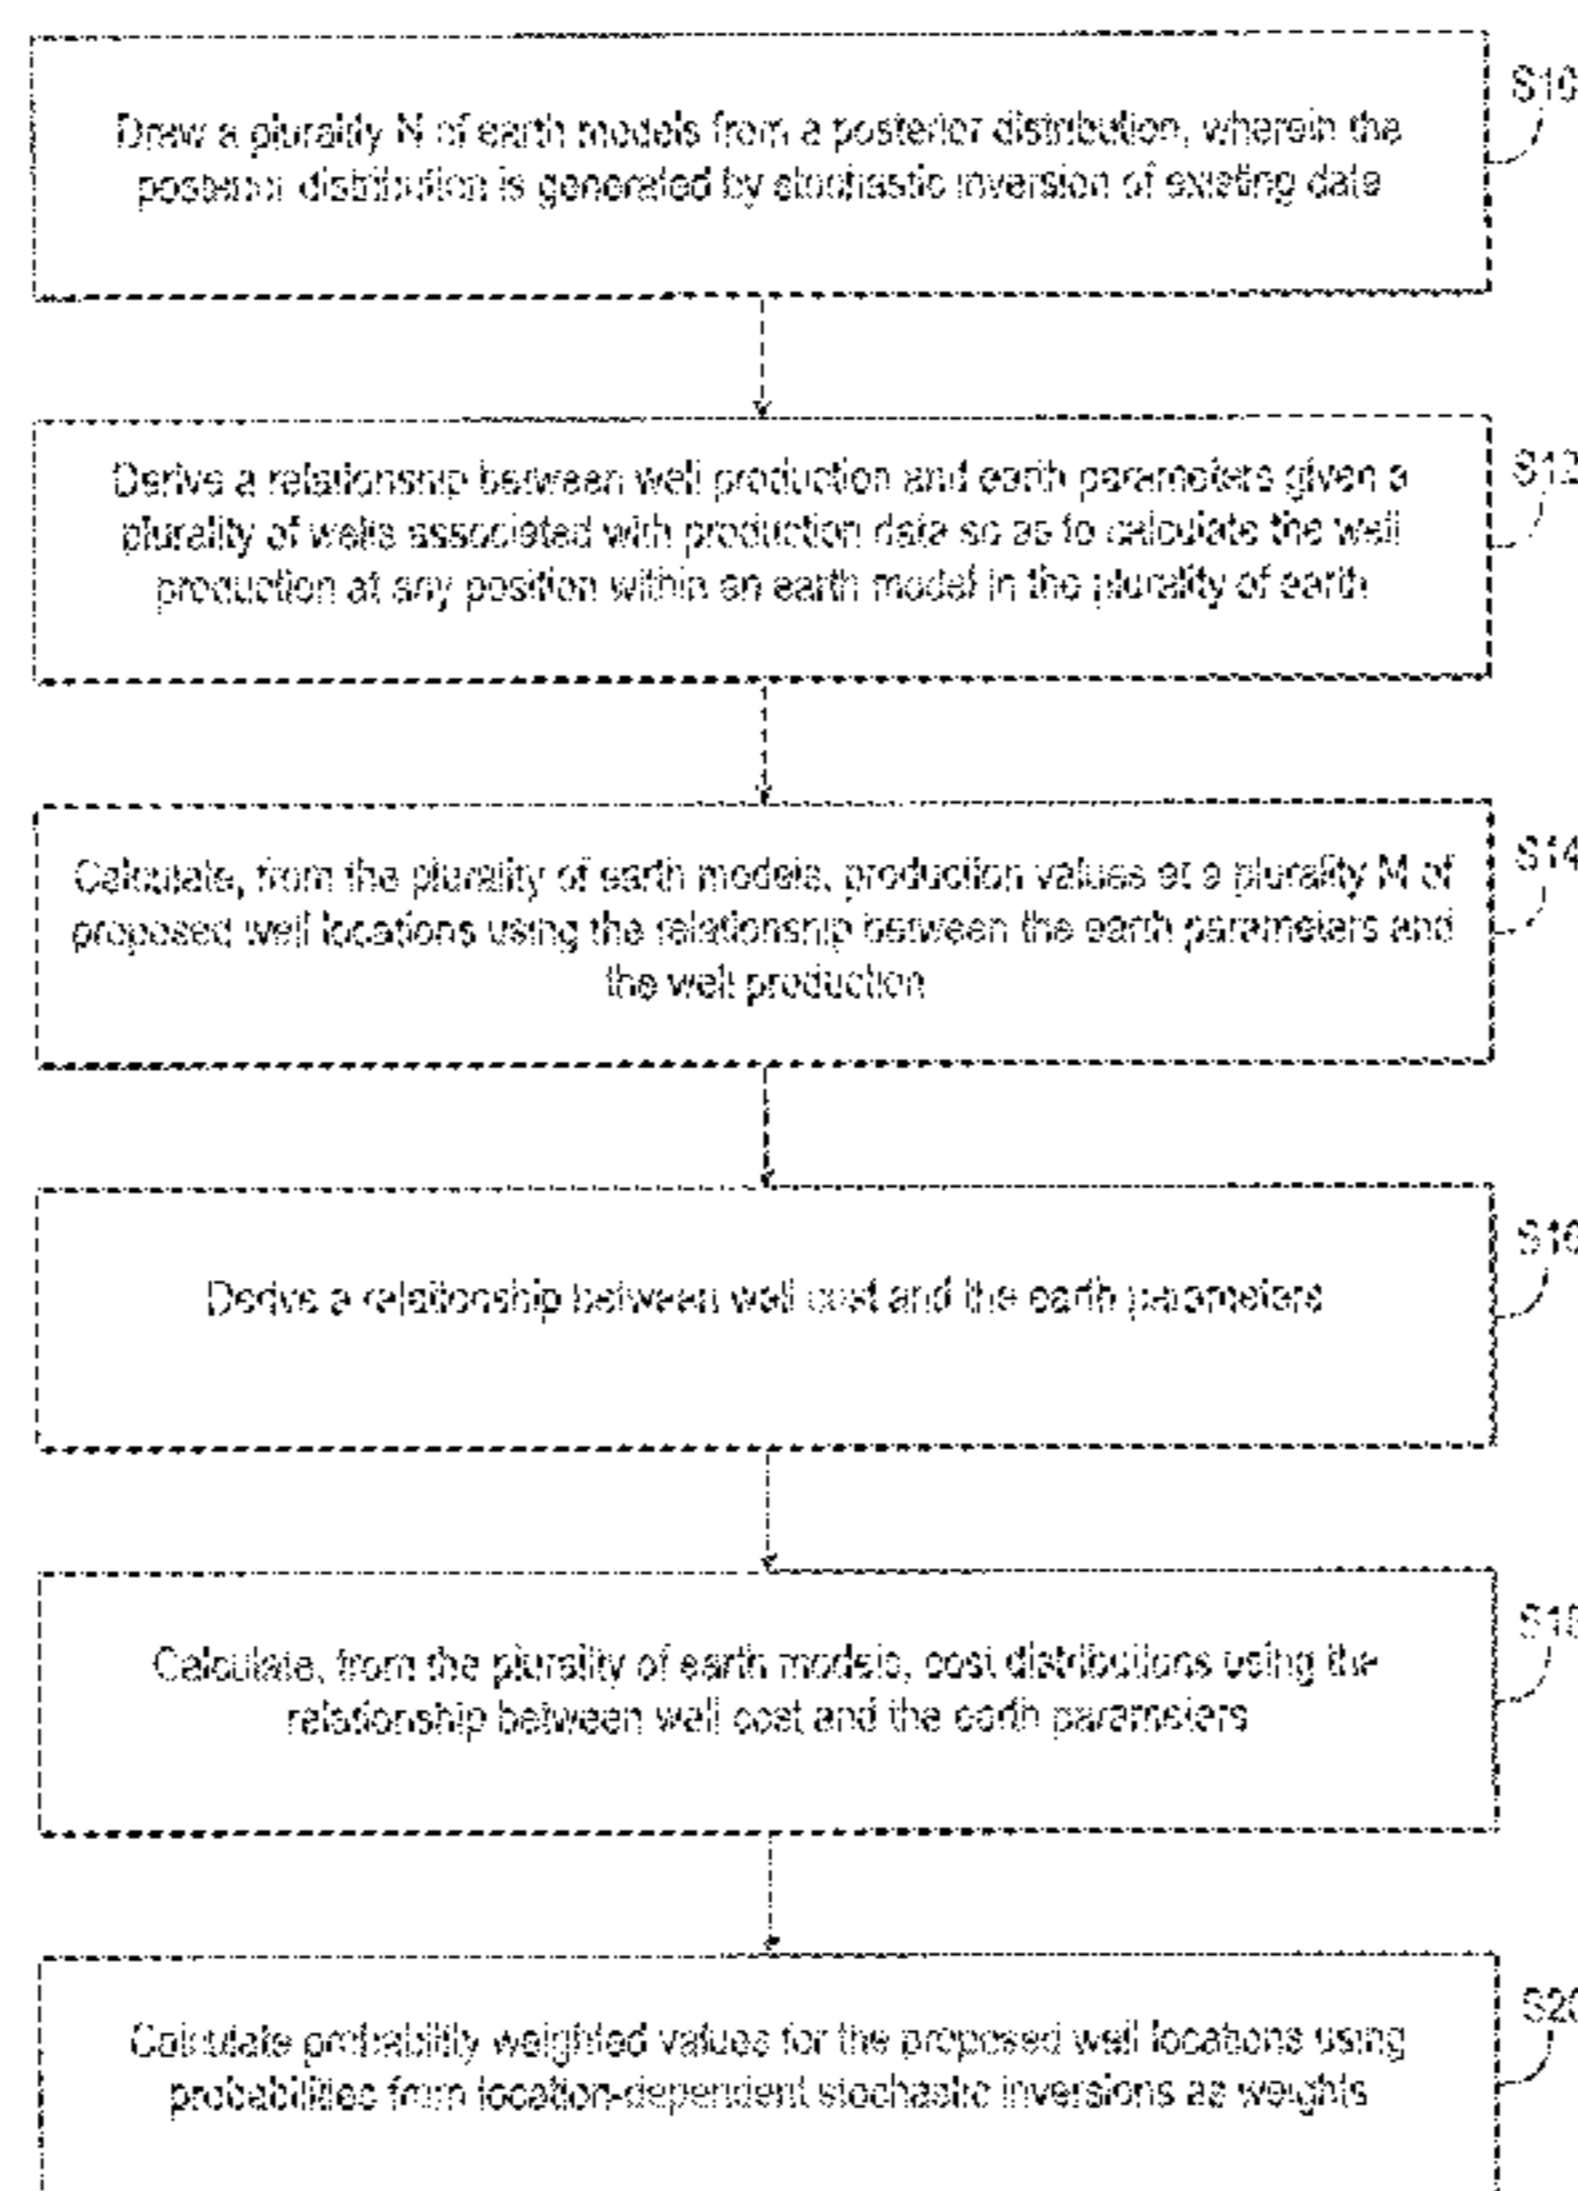 S10
Draw a plurality N of earth models from a posterior distribution, wherein the
posterior distribution is generated by stochastic inversion of existing data
S12
Derive a relationship between well production and earth parameters given a
plurality of wells associated with production data so as to calculate the well
production at any position within an earth model in the plurality of earth
S14
Calculate, from the plurality of earth models, production values at a plurality M of
proposed well locations using the relationship between the earth parameters and
the well production
S16
Derive a relationship between well cost and the earth parameters
S18
Calculate, from the plurality of earth models, cost distributions using the
relationship between well cost and the earth parameters
S20
Calculate probability weighted values for the proposed well locations using
probabilities from location-dependent stochastic inversions as weights